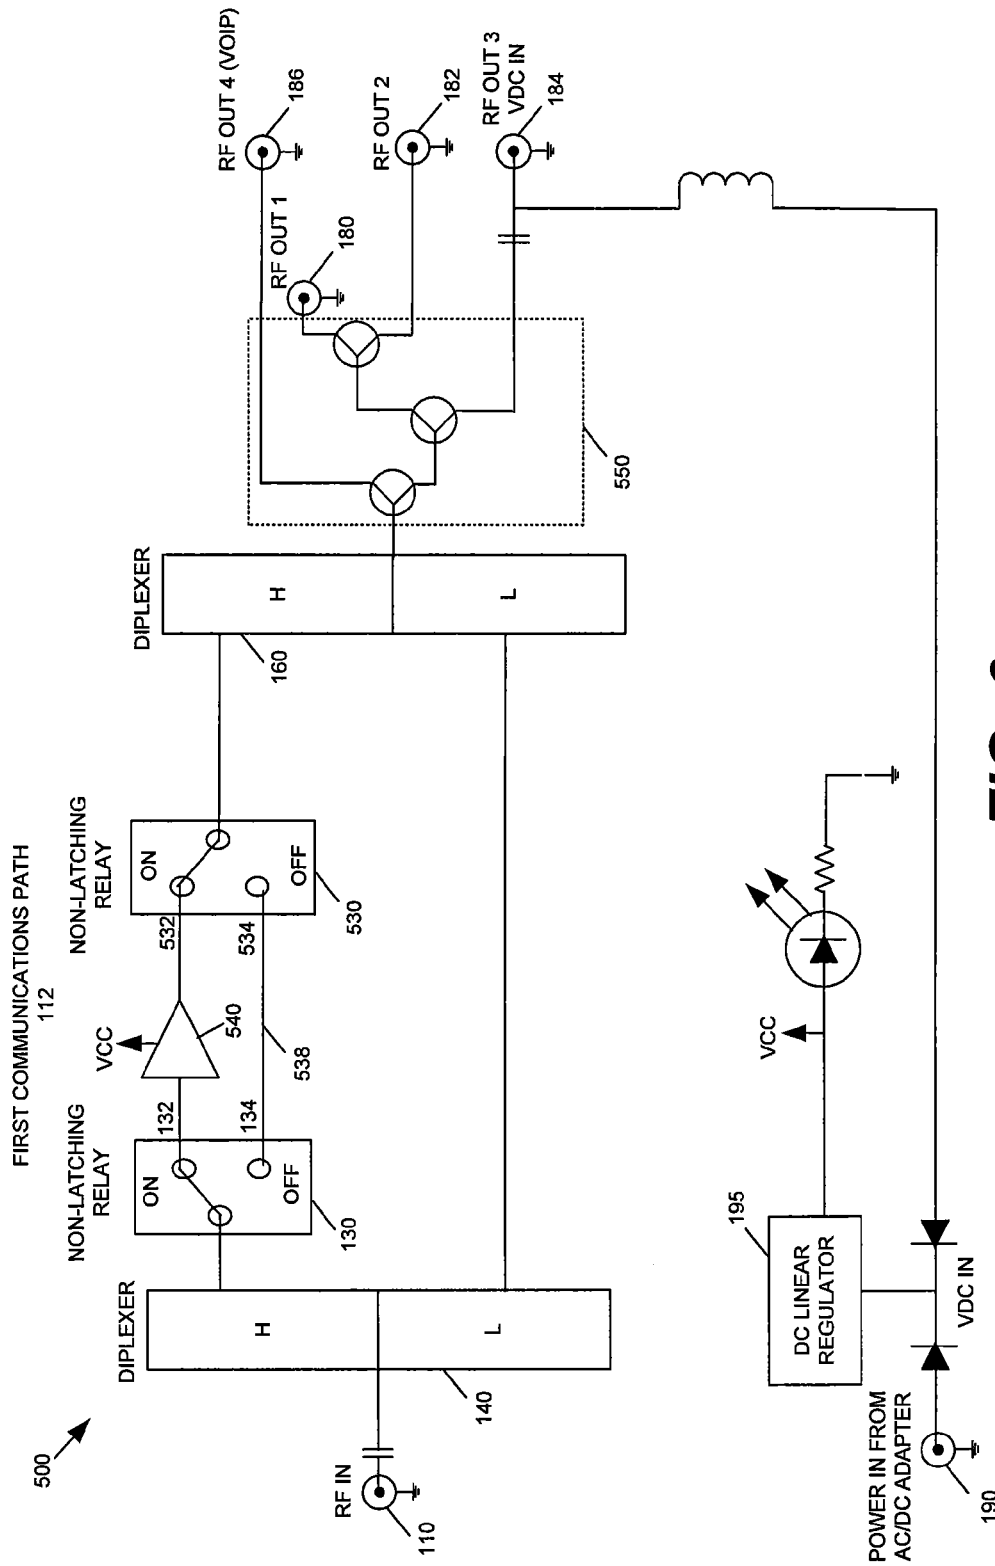 500
FIRST COMMUNICATIONS PATH
112
RF IN
110
DIPLEXER
H
L
140
NON-LATCHING
RELAY
ON
OFF
130
132
134
VCC
540
538
NON-LATCHING
RELAY
ON
OFF
532
534
530
DIPLEXER
H
L
160
550
RF OUT 4 (VOIP)
186
RF OUT 1
180
RF OUT 2
182
RF OUT 3
VDC IN
184
POWER IN FROM
AC/DC ADAPTER
190
VDC IN
DC LINEAR
REGULATOR
195
VCC